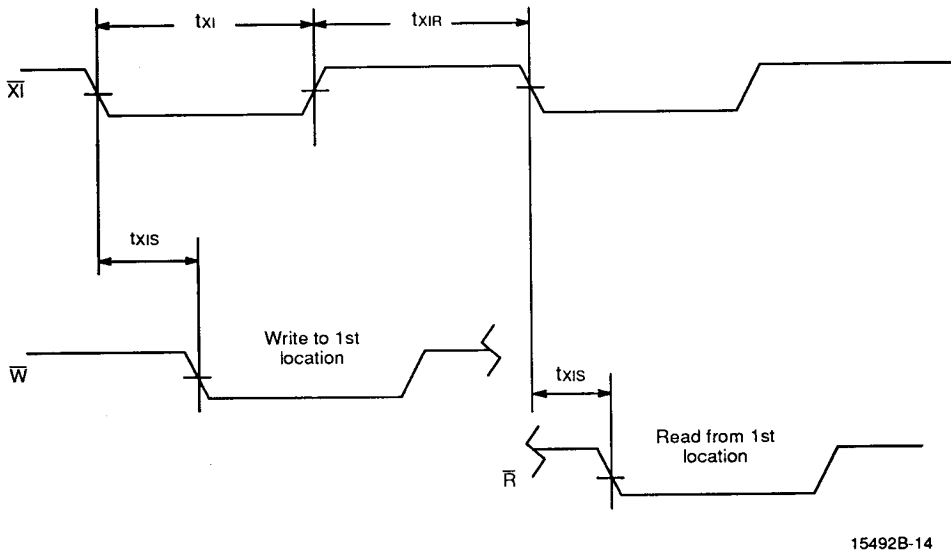 tXI
tXIR
XI
tXIS
Write to 1st
location
W
tXIS
Read from 1st
location
R
15492B-14